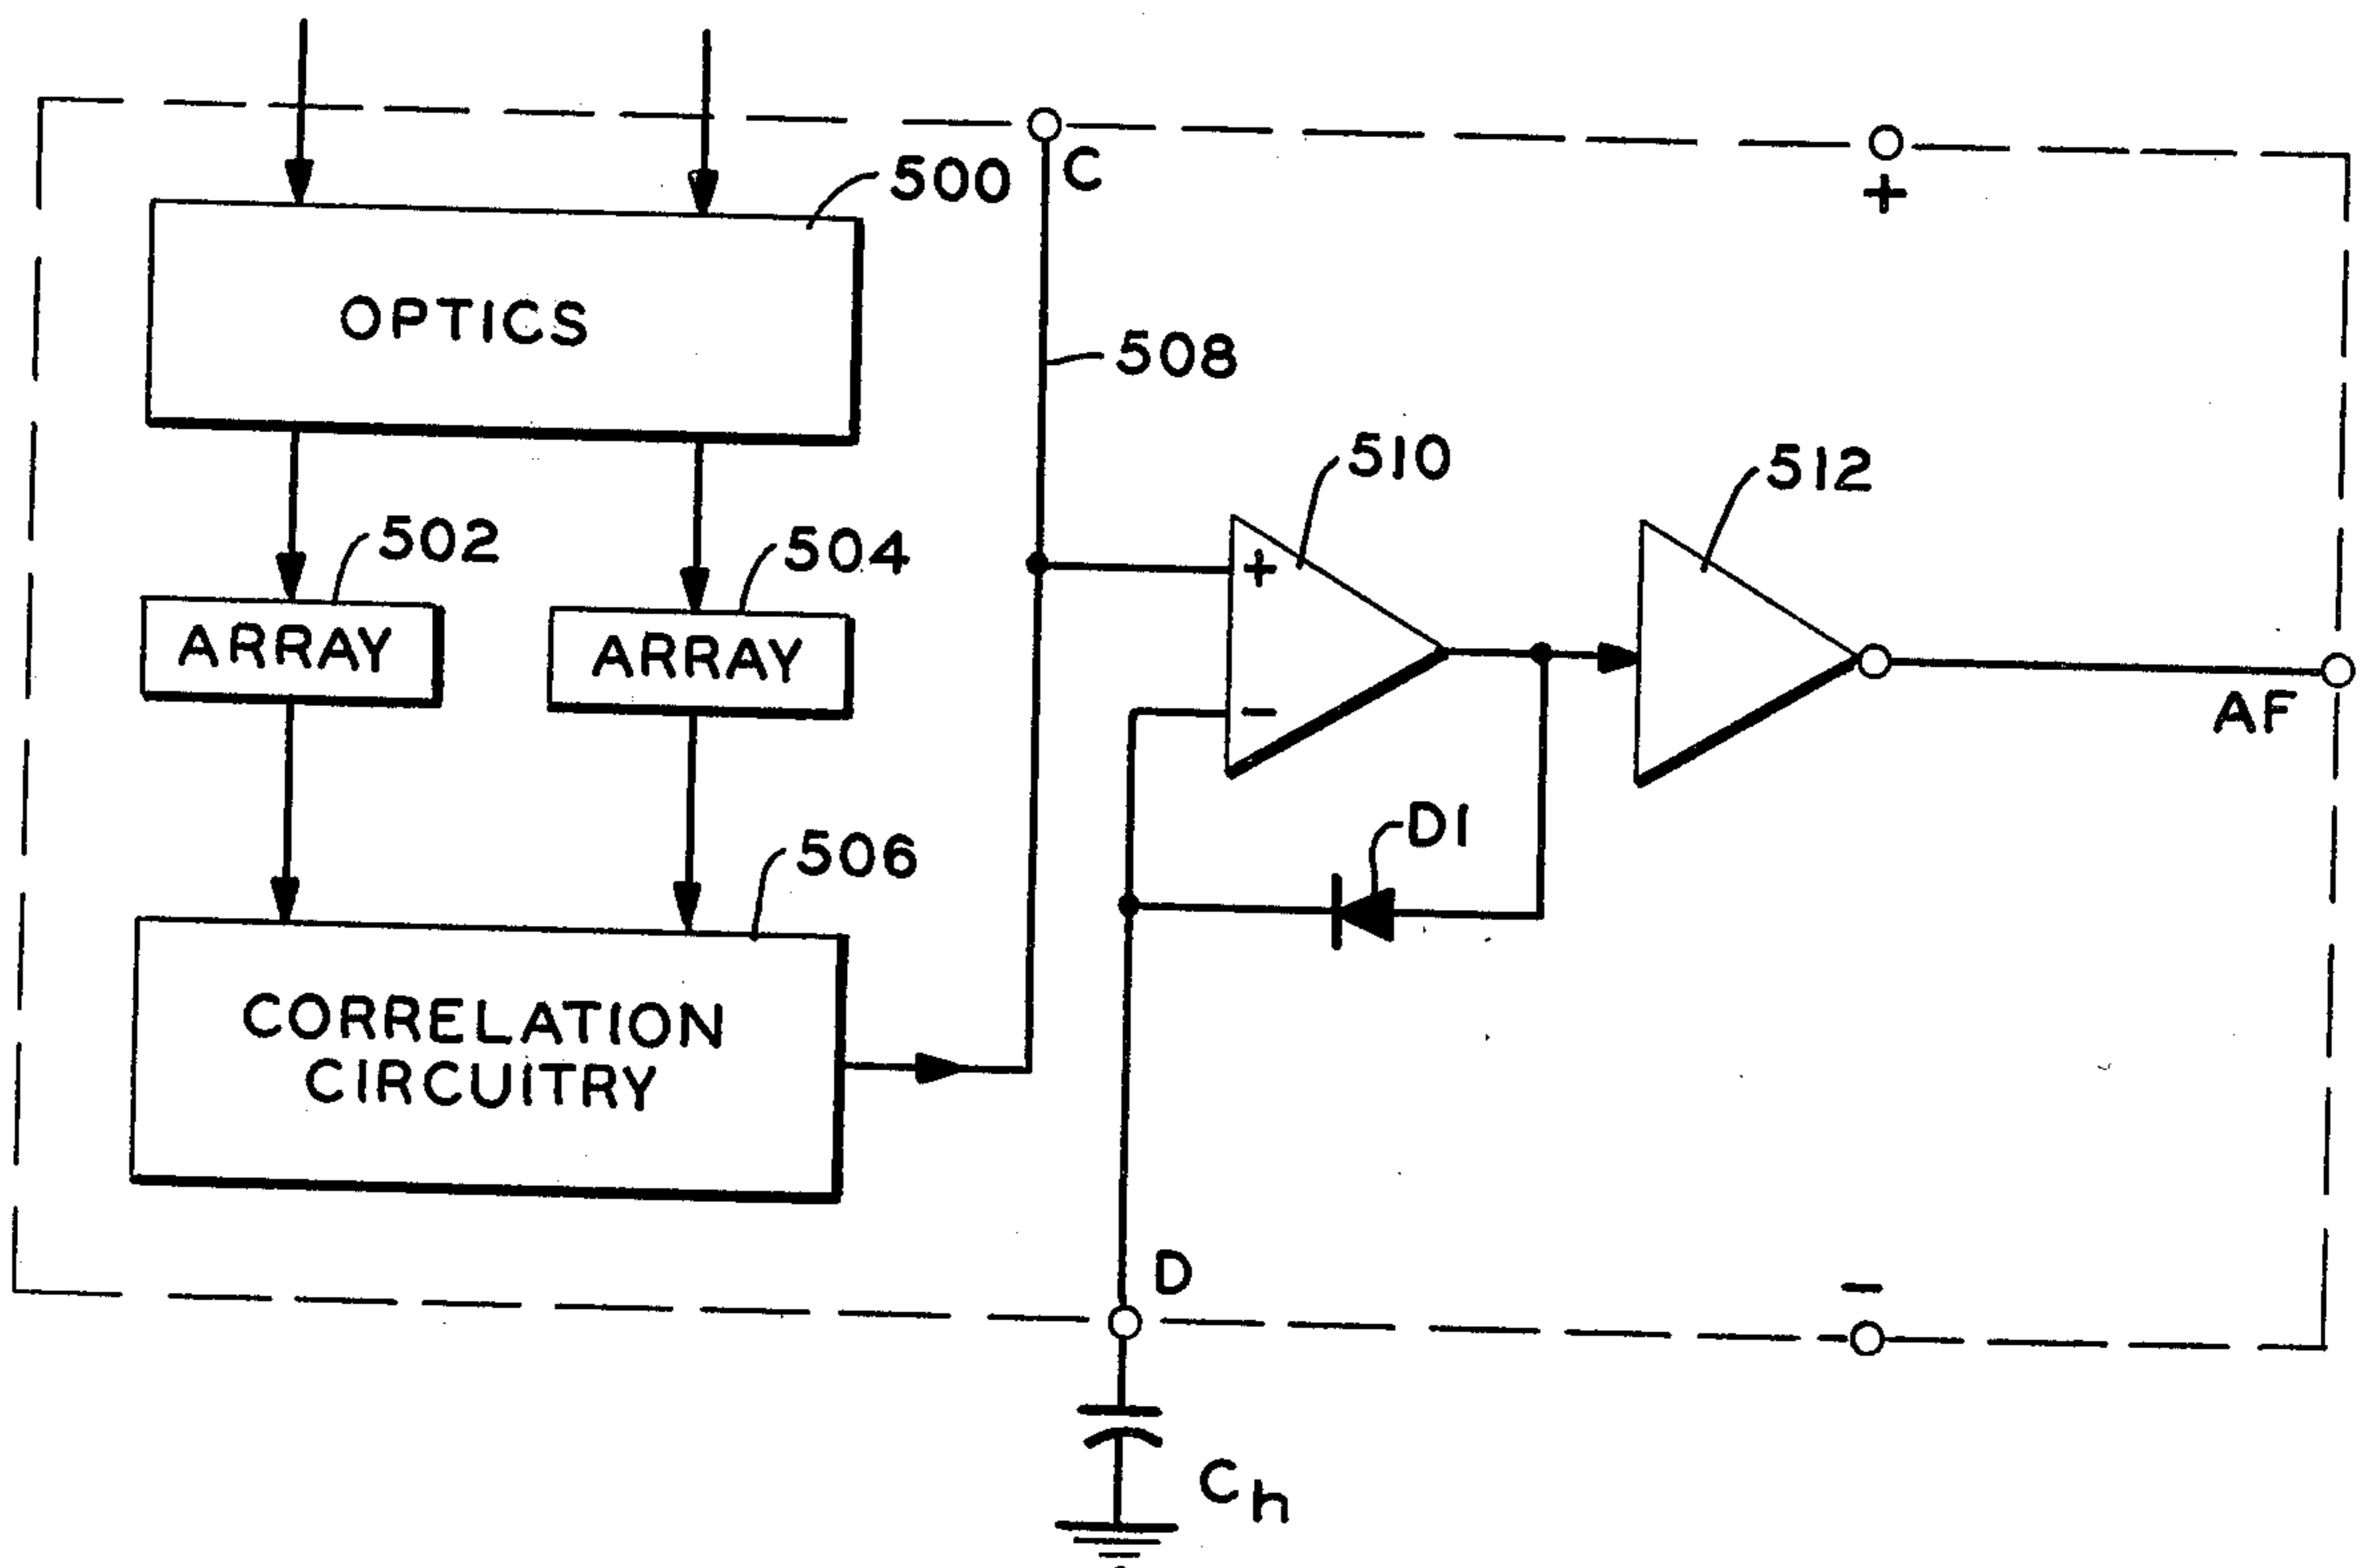 500
C
+
OPTICS
508
510
512
502
504
ARRAY
ARRAY
+
−
AF
D1
506
CORRELATION
CIRCUITRY
D
−
Ch